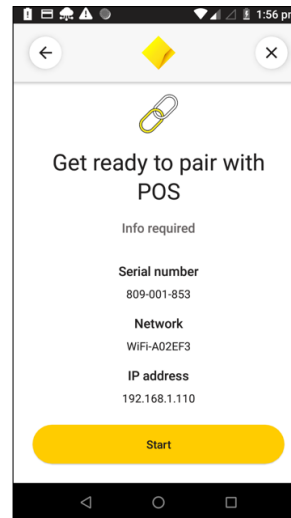 1:56 pm
Get ready to pair with
POS
Info required
Serial number
809-001-853
Network
WiFi-A02EF3
IP address
192.168.1.110
Start